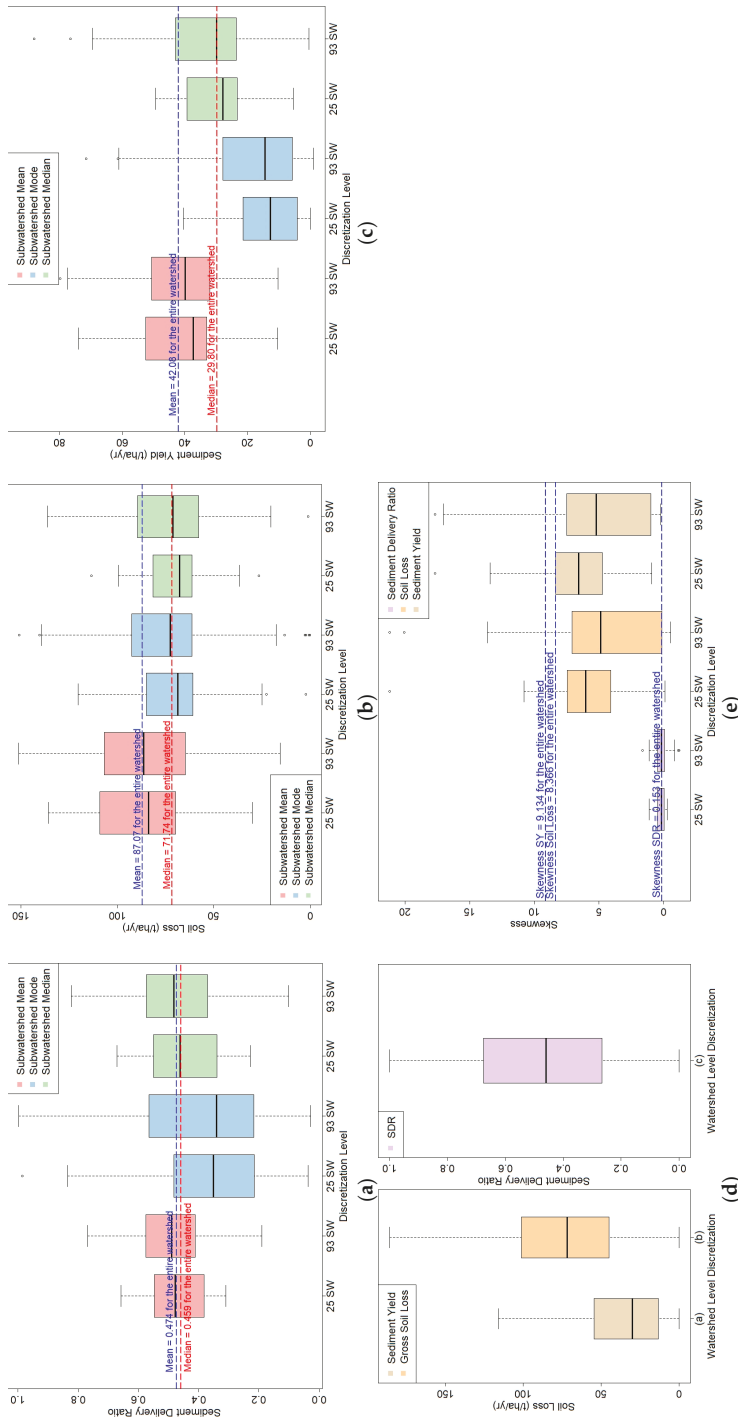 1.0
0.8
0.6
0.4
0.2
0.0
Sediment Delivery Ratio
Subwatershed Mean
Subwatershed Mode
Subwatershed Median
Mean = 0.474 for the entire watershed
Median = 0.459 for the entire watershed
25 SW
93 SW
25 SW
93 SW
25 SW
93 SW
Discretization Level
(a)
150
100
50
0
Soil Loss (t/ha/yr)
Mean = 87.07 for the entire watershed
Median = 71.74 for the entire watershed
Subwatershed Mean
Subwatershed Mode
Subwatershed Median
25 SW
93 SW
25 SW
93 SW
25 SW
93 SW
Discretization Level
(b)
80
60
40
20
0
Sediment Yield (t/ha/yr)
Subwatershed Mean
Subwatershed Mode
Subwatershed Median
Mean = 42.08 for the entire watershed
Median = 29.80 for the entire watershed
25 SW
93 SW
25 SW
93 SW
25 SW
93 SW
Discretization Level
(c)
150
100
50
0
Soil Loss (t/ha/yr)
Sediment Yield
Gross Soil Loss
(a)
(b)
Watershed Level Discretization
1.0
0.8
0.6
0.4
0.2
0.0
Sediment Delivery Ratio
SDR
(c)
Watershed Level Discretization
(d)
20
15
10
5
0
Skewness
Sediment Delivery Ratio
Soil Loss
Sediment Yield
Skewness SY = 9.134 for the entire watershed
Skewness Soil Loss = 8.366 for the entire watershed
Skewness SDR = 0.153 for the entire watershed
25 SW
93 SW
25 SW
93 SW
25 SW
93 SW
Discretization Level
(e)